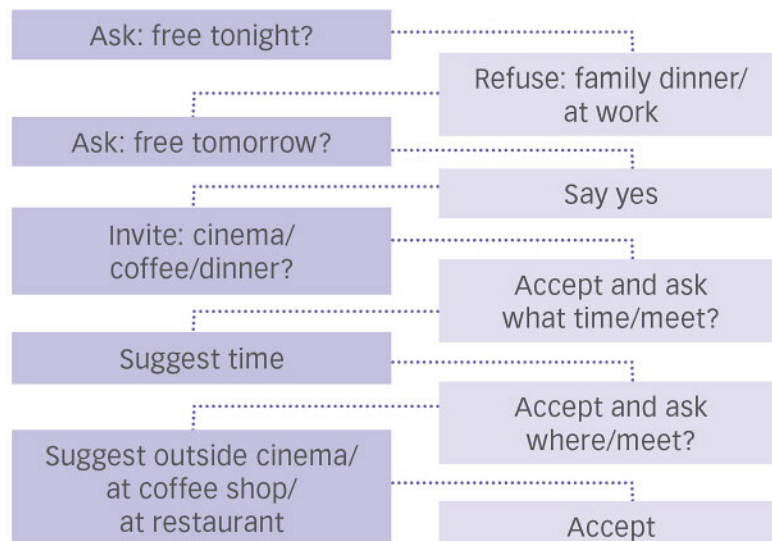 Ask: free tonight?
Refuse: family dinner/
at work
Ask: free tomorrow?
Say yes
Invite: cinema/
coffee/dinner?
Accept and ask
what time/meet?
Suggest time
Accept and ask
where/meet?
Suggest outside cinema/
at coffee shop/
at restaurant
Accept